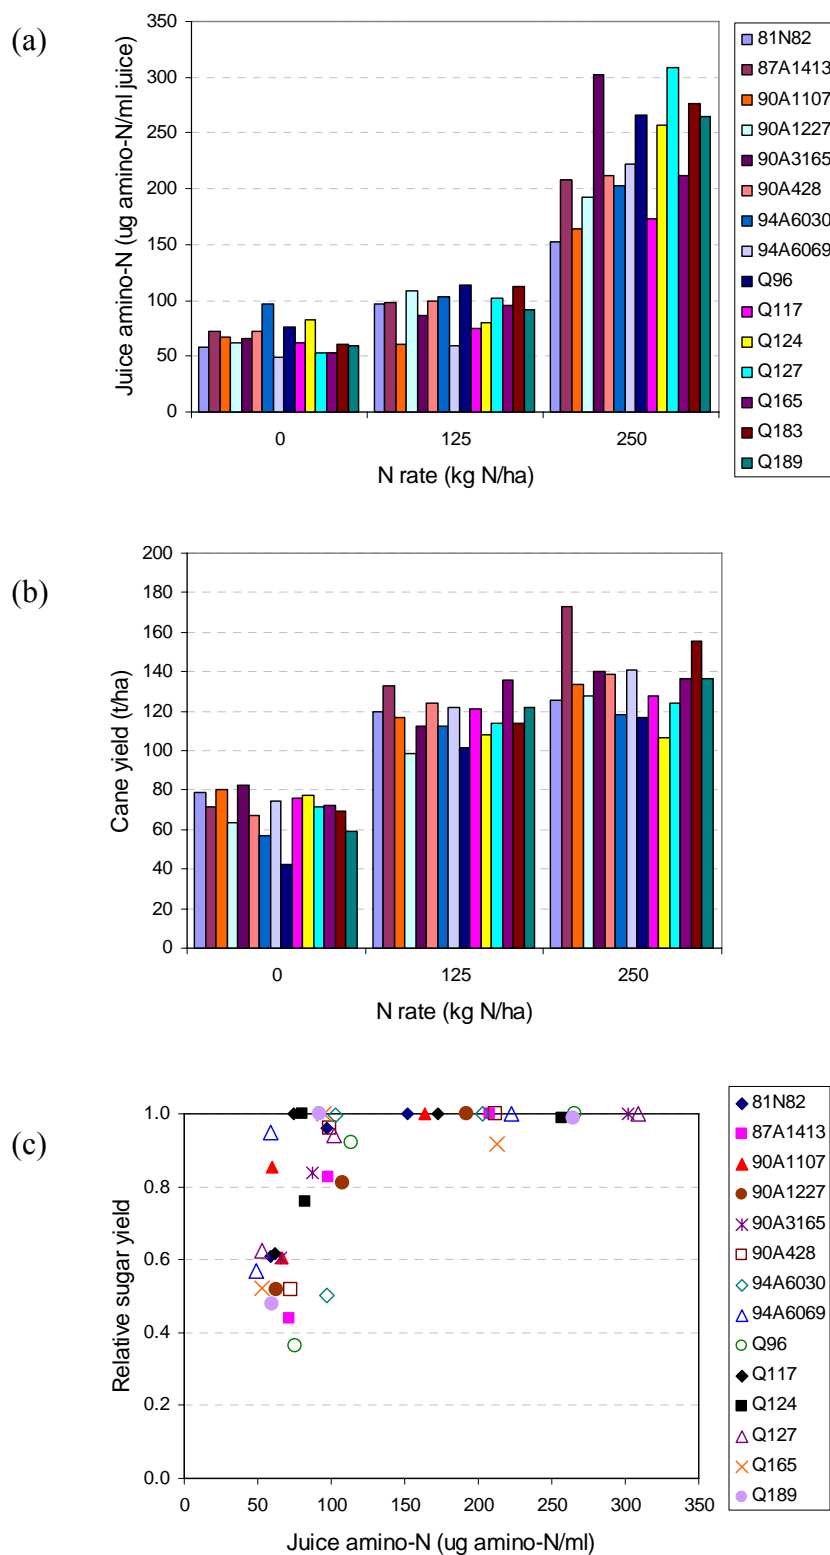 (a)
Juice amino-N (ug amino-N/ml juice)
350
300
250
200
150
100
50
0
0 125 250
N rate (kg N/ha)
81N82
87A1413
90A1107
90A1227
90A3165
90A428
94A6030
94A6069
Q96
Q117
Q124
Q127
Q165
Q183
Q189
(b)
Cane yield (t/ha)
200
180
160
140
120
100
80
60
40
20
0
0 125 250
N rate (kg N/ha)
(c)
Relative sugar yield
1.0
0.8
0.6
0.4
0.2
0.0
0 50 100 150 200 250 300 350
Juice amino-N (ug amino-N/ml)
81N82
87A1413
90A1107
90A1227
90A3165
90A428
94A6030
94A6069
Q96
Q117
Q124
Q127
Q165
Q189